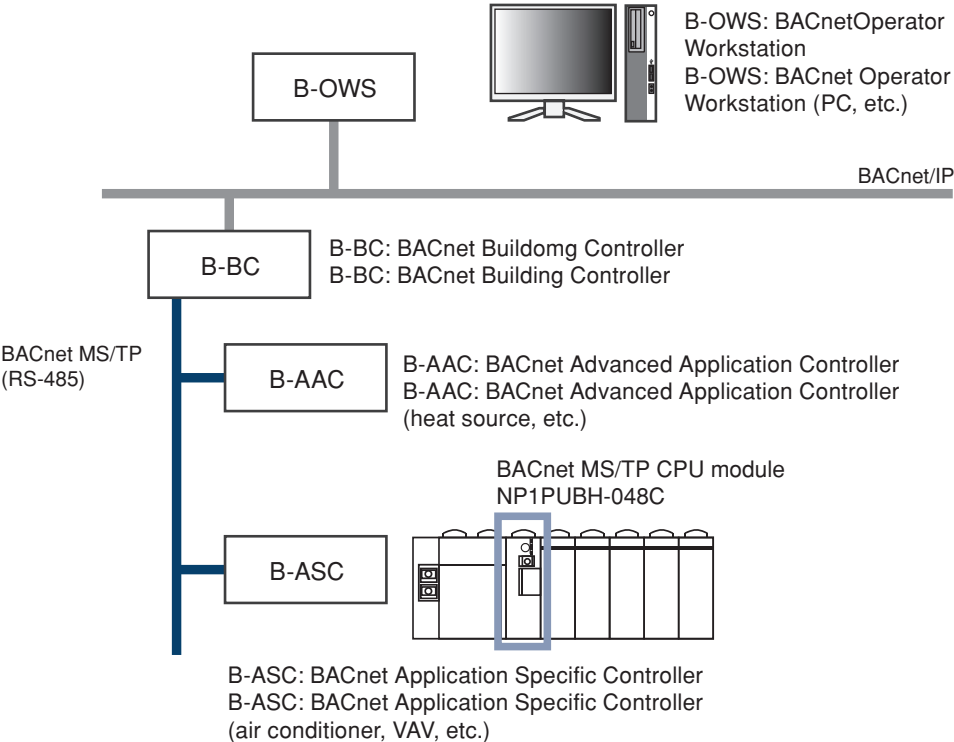 B-OWS
B-OWS: BACnetOperator
Workstation
B-OWS: BACnet Operator
Workstation (PC, etc.)
BACnet/IP
B-BC
B-BC: BACnet Buildomg Controller
B-BC: BACnet Building Controller
BACnet MS/TP
(RS-485)
B-AAC
B-AAC: BACnet Advanced Application Controller
B-AAC: BACnet Advanced Application Controller
(heat source, etc.)
BACnet MS/TP CPU module
NP1PUBH-048C
B-ASC
B-ASC: BACnet Application Specific Controller
B-ASC: BACnet Application Specific Controller
(air conditioner, VAV, etc.)